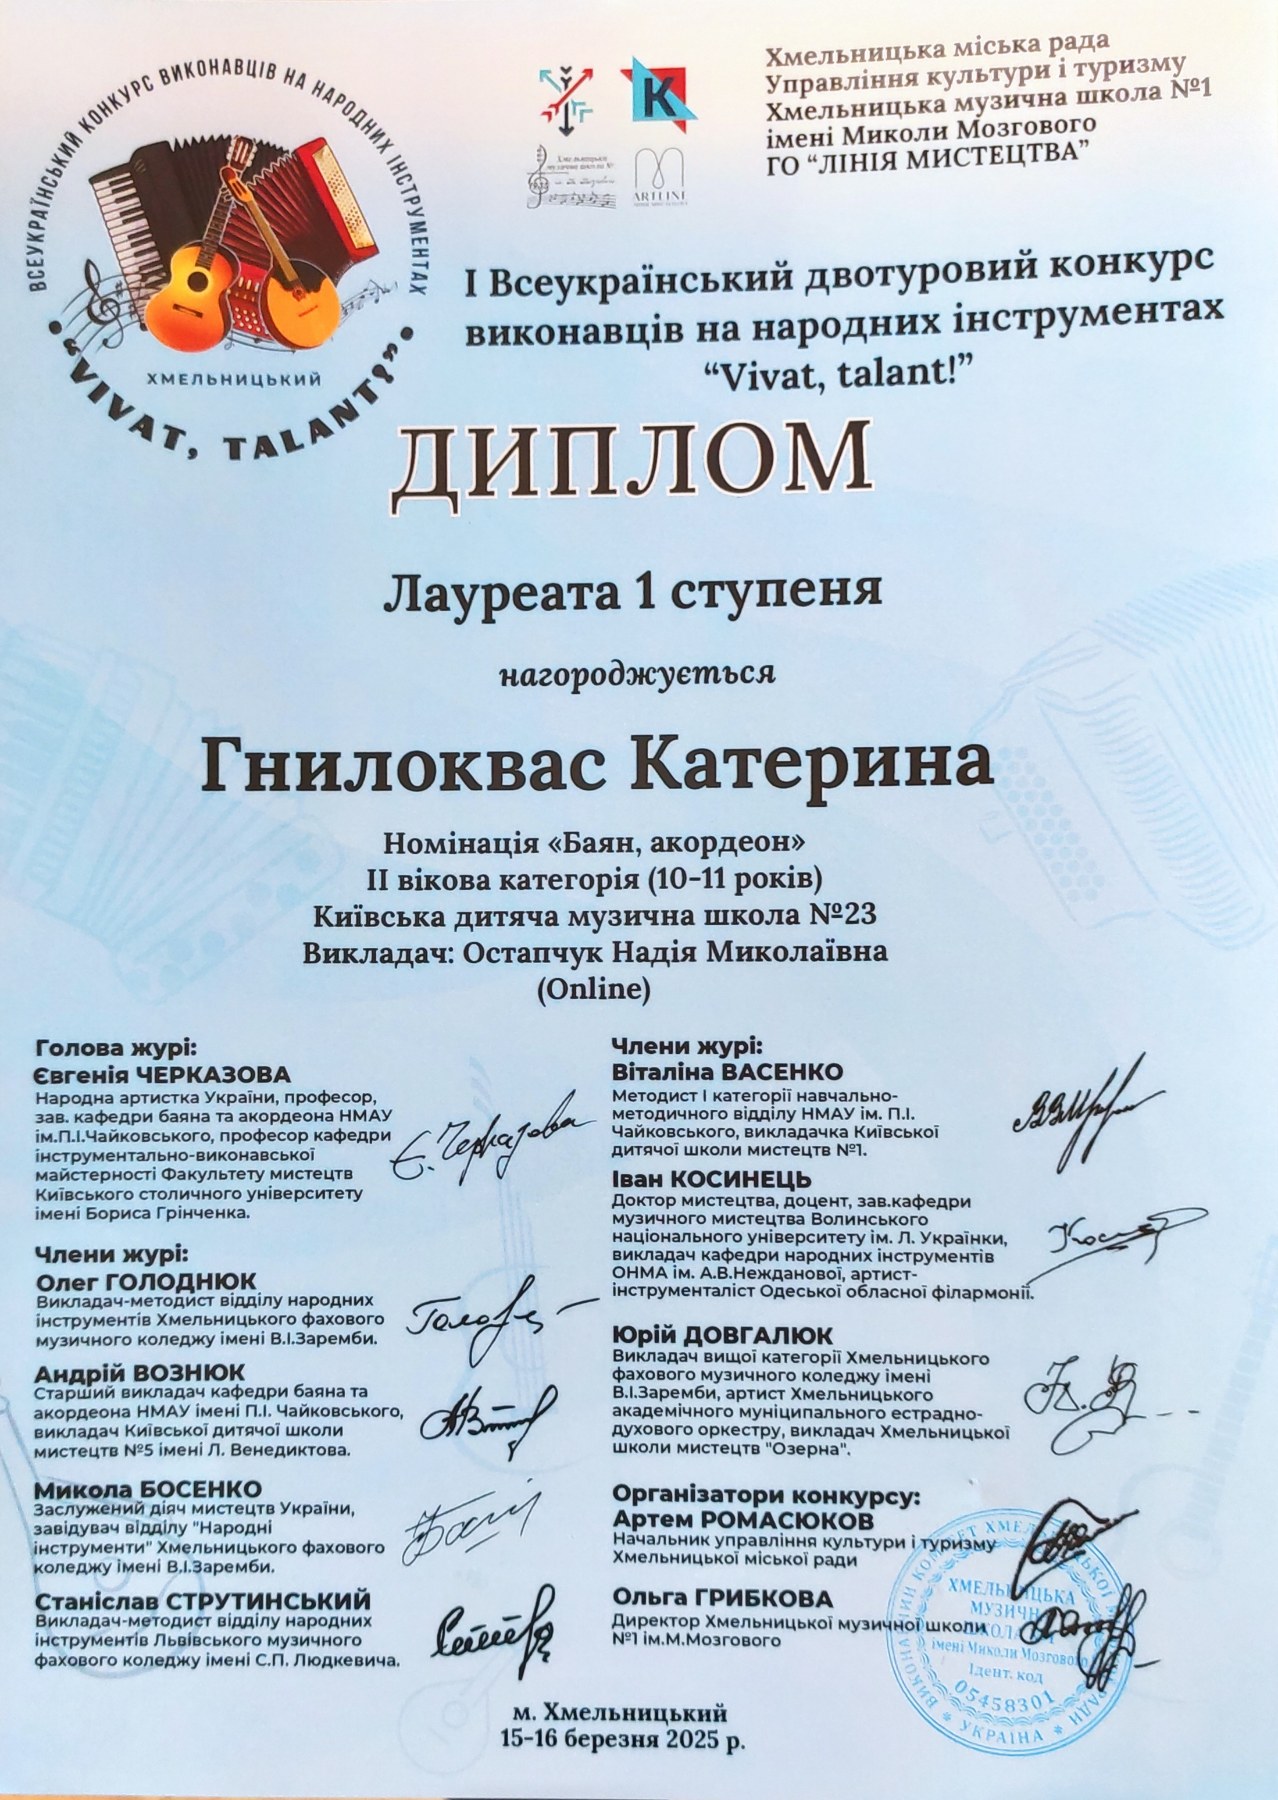 ВСЕУКРАЇНСЬКИЙ КОНКУРС ВИКОНАВЦІВ НА НАРОДНИХ ІНСТРУМЕНТАХ
ХМЕЛЬНИЦЬКИЙ
“VIVAT, TALANT!”
К
ARTLINE
Хмельницька міська рада
Управління культури і туризму
Хмельницька музична школа №1
імені Миколи Мозгового
ГО “ЛІНІЯ МИСТЕЦТВА”
І Всеукраїнський двотуровий конкурс
виконавців на народних інструментах
“Vivat, talant!”
ДИПЛОМ
Лауреата 1 ступеня
нагороджується
Гнилоквас Катерина
Номінація «Баян, акордеон»
ІІ вікова категорія (10-11 років)
Київська дитяча музична школа №23
Викладач: Остапчук Надія Миколаївна
(Online)
Голова журі:
Євгенія ЧЕРКАЗОВА
Народна артистка України, професор,
зав. кафедри баяна та акордеона НМАУ
ім.П.І.Чайковського, професор кафедри
інструментально-виконавської
майстерності Факультету мистецтв
Київського столичного університету
імені Бориса Грінченка.
Є. Черказова
Члени журі:
Олег ГОЛОДНЮК
Викладач-методист відділу народних
інструментів Хмельницького фахового
музичного коледжу імені В.І.Заремби.
Андрій ВОЗНЮК
Старший викладач кафедри баяна та
акордеона НМАУ імені П.І. Чайковського,
викладач Київської дитячої школи
мистецтв №5 імені Л. Венедиктова.
Микола БОСЕНКО
Заслужений діяч мистецтв України,
завідувач відділу "Народні
інструменти" Хмельницького фахового
коледжу імені В.І.Заремби.
Станіслав СТРУТИНСЬКИЙ
Викладач-методист відділу народних
інструментів Львівського музичного
фахового коледжу імені С.П. Людкевича.
Члени журі:
Віталіна ВАСЕНКО
Методист І категорії навчально-
методичного відділу НМАУ ім. П.І.
Чайковського, викладачка Київської
дитячої школи мистецтв №1.
Іван КОСИНЕЦЬ
Доктор мистецтва, доцент, зав.кафедри
музичного мистецтва Волинського
національного університету ім. Л. Українки,
викладач кафедри народних інструментів
ОНМА ім. А.В.Нежданової, артист-
інструменталіст Одеської обласної філармонії.
Юрій ДОВГАЛЮК
Викладач вищої категорії Хмельницького
фахового музичного коледжу імені
В.І.Заремби, артист Хмельницького
академічного муніципального естрадно-
духового оркестру, викладач Хмельницької
школи мистецтв "Озерна".
Організатори конкурсу:
Артем РОМАСЮКОВ
Начальник управління культури і туризму
Хмельницької міської ради
Ольга ГРИБКОВА
Директор Хмельницької музичної школи
№1 ім.М.Мозгового
ХМЕЛЬНИЦЬКА
імені Миколи Мозгового
Ідент. код
05458301
УКРАЇНА
м. Хмельницький
15-16 березня 2025 р.